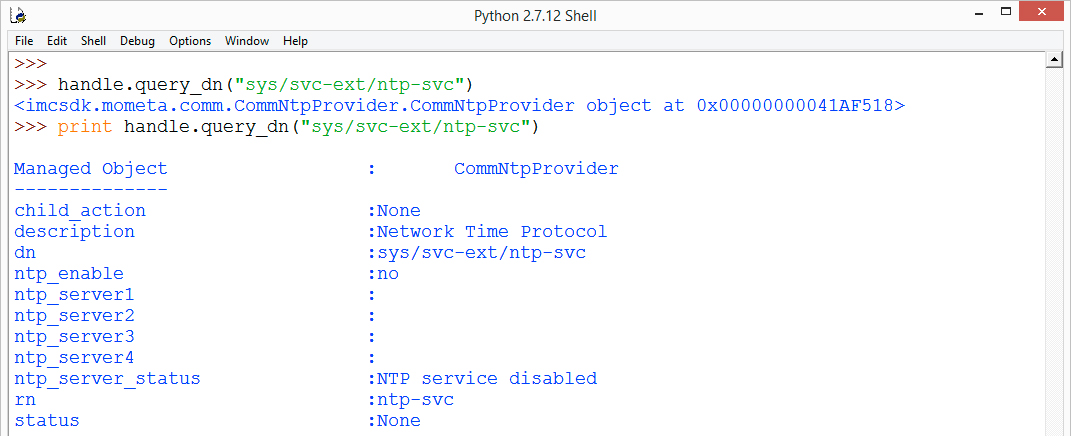 Python 2.7.12 Shell
File Edit Shell Debug Options Window Help
>>>
>>> handle.query_dn("sys/svc-ext/ntp-svc")
<imcsdk.mometa.comm.CommNtpProvider.CommNtpProvider object at 0x00000000041AF518>
>>> print handle.query_dn("sys/svc-ext/ntp-svc")
Managed Object : CommNtpProvider
--------------
child_action :None
description :Network Time Protocol
dn :sys/svc-ext/ntp-svc
ntp_enable :no
ntp_server1 :
ntp_server2 :
ntp_server3 :
ntp_server4 :
ntp_server_status :NTP service disabled
rn :ntp-svc
status :None